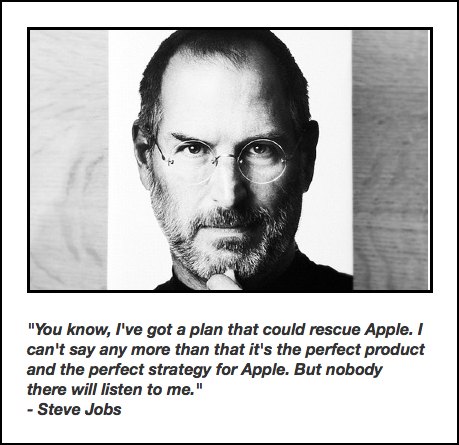 "You know, I've got a plan that could rescue Apple. I
can't say any more than that it's the perfect product
and the perfect strategy for Apple. But nobody
there will listen to me."
- Steve Jobs